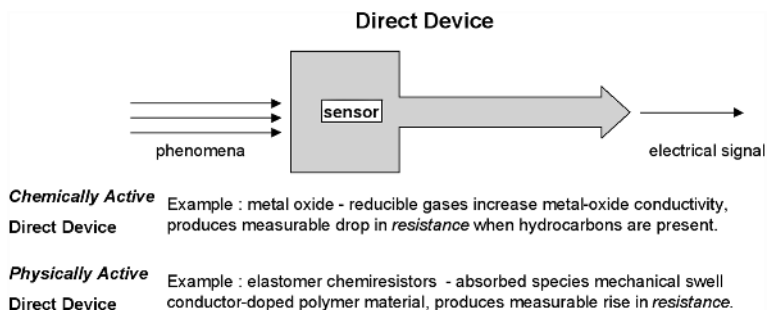 Direct Device
sensor
phenomena
electrical signal
Chemically Active
Direct Device
Example : metal oxide - reducible gases increase metal-oxide conductivity,
produces measurable drop in resistance when hydrocarbons are present.
Physically Active
Direct Device
Example : elastomer chemiresistors - absorbed species mechanical swell
conductor-doped polymer material, produces measurable rise in resistance.